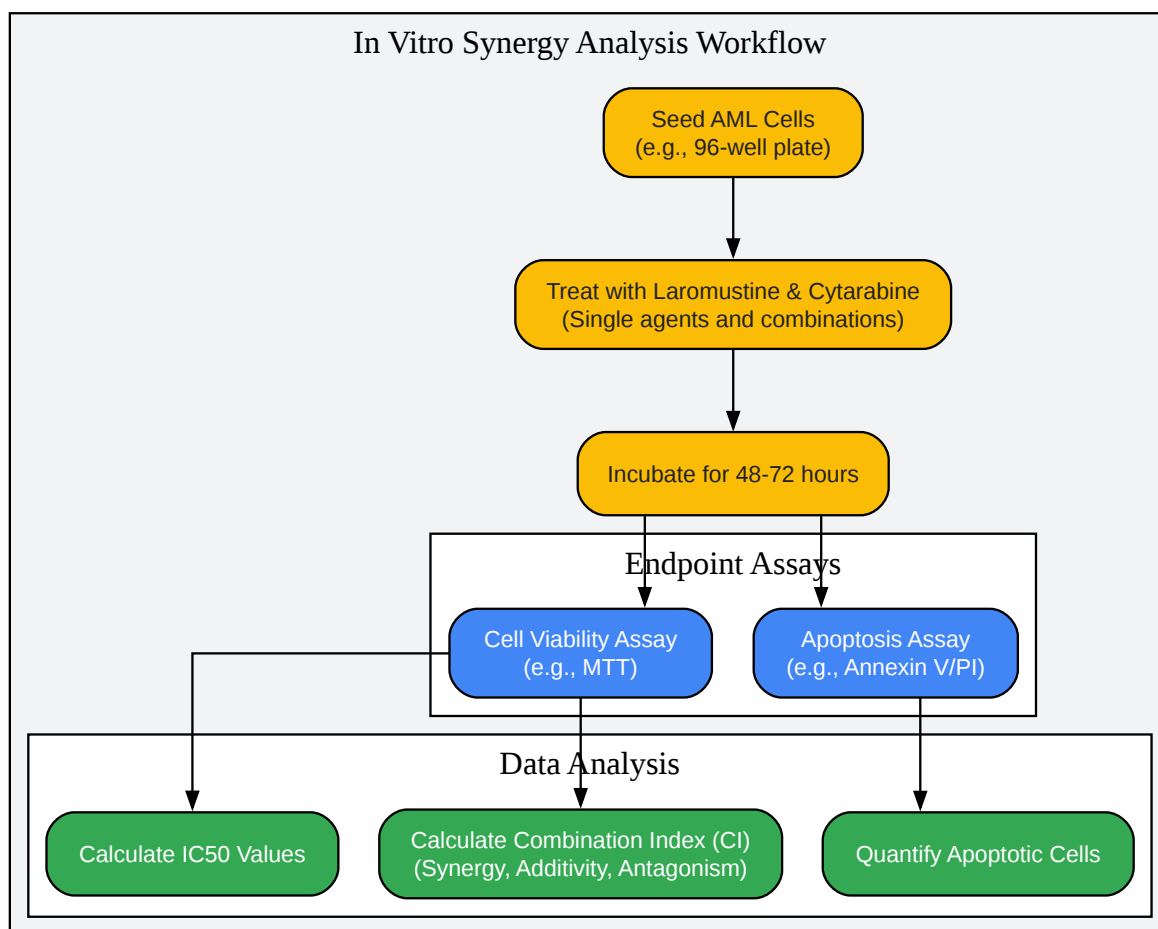 In Vitro Synergy Analysis Workflow
Seed AML Cells
(e.g., 96-well plate)
Treat with Laromustine & Cytarabine
(Single agents and combinations)
Incubate for 48-72 hours
Endpoint Assays
Cell Viability Assay
(e.g., MTT)
Apoptosis Assay
(e.g., Annexin V/PI)
Data Analysis
Calculate IC50 Values
Calculate Combination Index (CI)
(Synergy, Additivity, Antagonism)
Quantify Apoptotic Cells